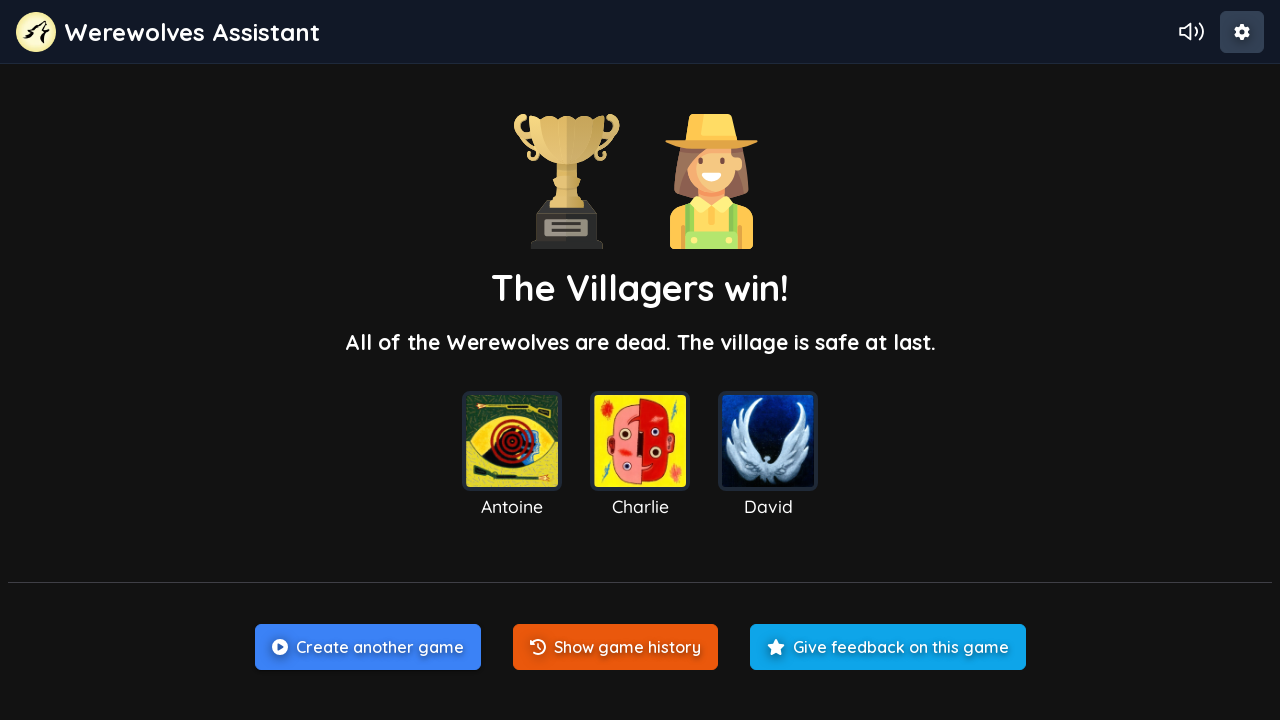 Werewolves Assistant
The Villagers win!
All of the Werewolves are dead. The village is safe at last.
Antoine
Charlie
David
Create another game
Show game history
Give feedback on this game